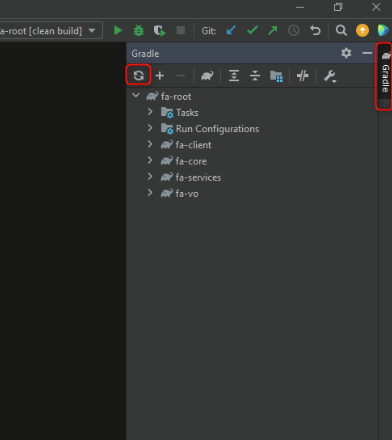 a-root [clean build]
Git:
Gradle
Gradle
fa-root
Tasks
Run Configurations
fa-client
fa-core
fa-services
fa-vo